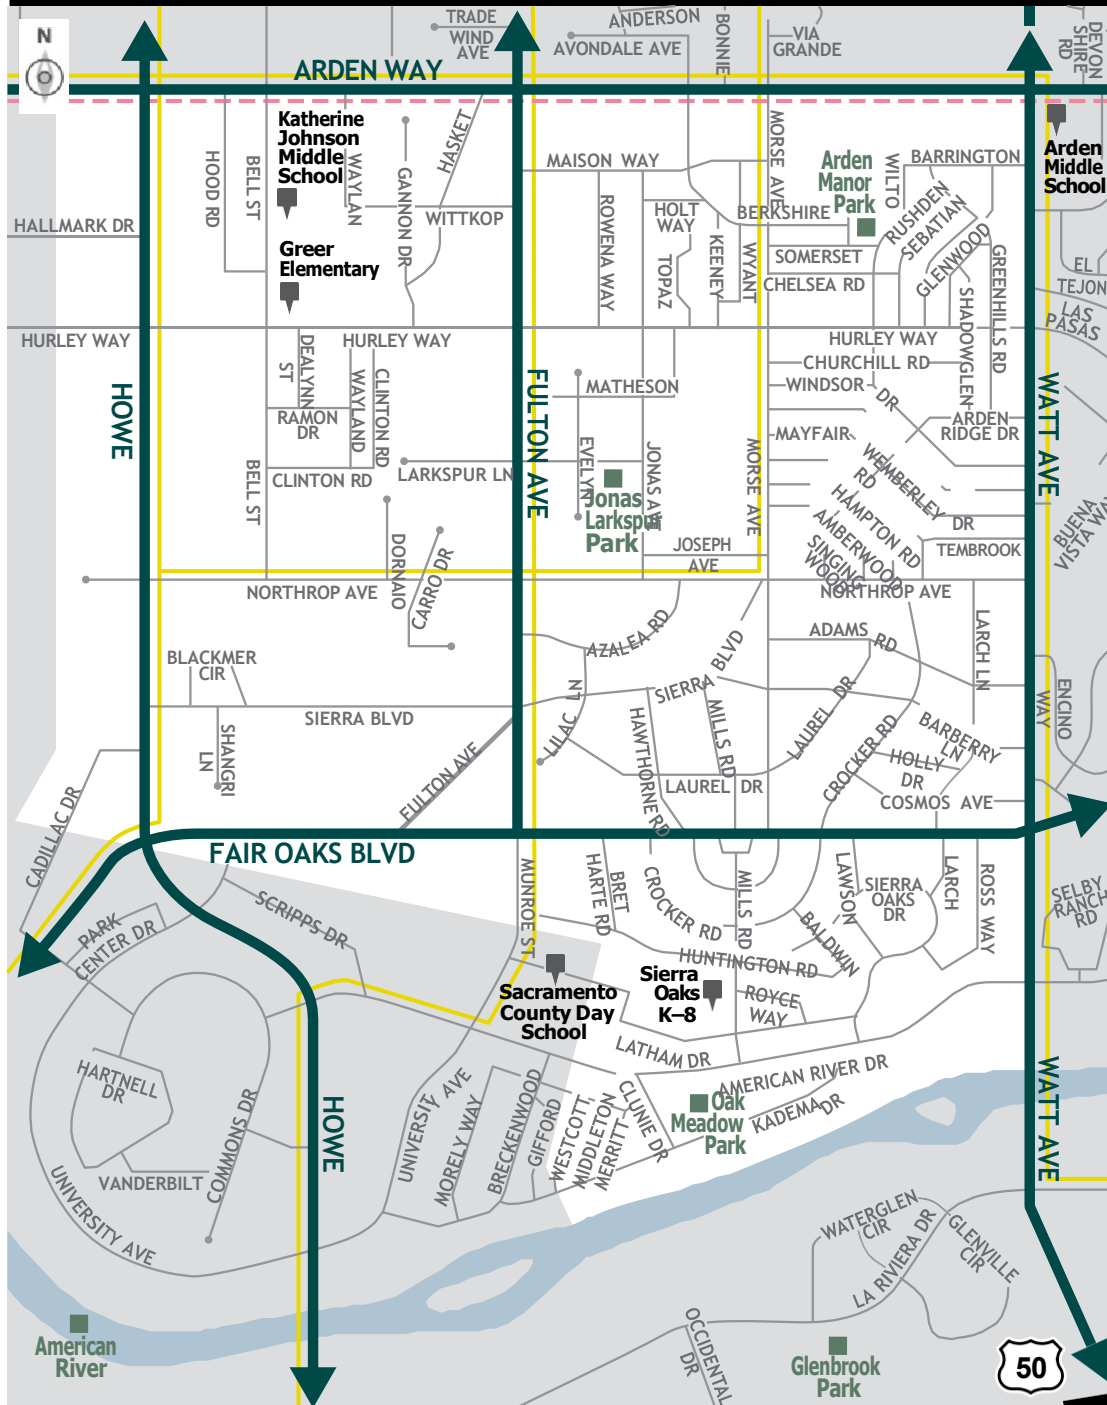 TRADE
WIND
AVE
ANDERSON
AVONDALE AVE
BONNIE
VIA
GRANDE
DEVON
SHIRE
RD
N
ARDEN WAY
Katherine
Johnson
Middle
School
HOOD RD
BELL ST
WAYLAN
GANNON DR
HASKET
WITTKOP
MAISON WAY
MORSE AVE
Arden
Manor
Park
WILTO
BARRINGTON
Arden
Middle
School
HALLMARK DR
Greer
Elementary
ROWENA WAY
HOLT
WAY
TOPAZ
KEENEY
WYANT
BERKSHIRE
SOMERSET
CHELSEA RD
RUSHDEN
SEBATIAN
GLENWOOD
SHADOWGLEN
GREENHILLS RD
EL
TEJON
LAS
PASAS
HURLEY WAY
HURLEY WAY
HURLEY WAY
HOWE
DEALYNN
ST
WAYLAND
CLINTON RD
RAMON
DR
FULTON AVE
MATHESON
CHURCHILL RD
WINDSOR
DR
ARDEN
RIDGE DR
WATT AVE
MAYFAIR
BELL ST
CLINTON RD
LARKSPUR LN
EVELYN
JONAS AVE
Jonas
Larkspur
Park
MORSE AVE
WEMBERLEY
DR
HAMPTON RD
RD
AMBERWOOD
SINGING
WOOD
TEMBROOK
BUENA
VISTA WAY
DORNAIO
CARRO DR
JOSEPH
AVE
NORTHROP AVE
NORTHROP AVE
AZALEA RD
ADAMS
RD
LARCH LN
BLACKMER
CIR
SIERRA BLVD
SHANGRI
LN
LILAC LN
SIERRA BLVD
HAWTHORNE RD
MILLS RD
LAUREL DR
CROCKER RD
BARBERRY
LN
HOLLY
DR
COSMOS AVE
ENCINO
WAY
LAUREL DR
CADILLAC DR
FULTON AVE
FAIR OAKS BLVD
SCRIPPS DR
PARK
CENTER DR
MUNROE ST
BRET
HARTE RD
CROCKER RD
MILLS RD
LAWSON
SIERRA
OAKS
DR
LARCH
ROSS WAY
SELBY
RANCH
RD
BALDWIN
HUNTINGTON RD
Sacramento
County Day
School
Sierra
Oaks
K–8
ROYCE
WAY
LATHAM DR
AMERICAN RIVER DR
KADEMA DR
CLUNIE DR
Oak
Meadow
Park
HARTNELL
DR
COMMONS DR
VANDERBILT
UNIVERSITY AVE
HOWE
UNIVERSITY AVE
MORELY WAY
BRECKENWOOD
GIFFORD
WESTCOTT
MIDDLETON
MERRITT
WATT AVE
WATERGLEN
CIR
LA RIVIERA DR
GLENVILLE
CIR
OCCIDENTAL
DR
American
River
Glenbrook
Park
50